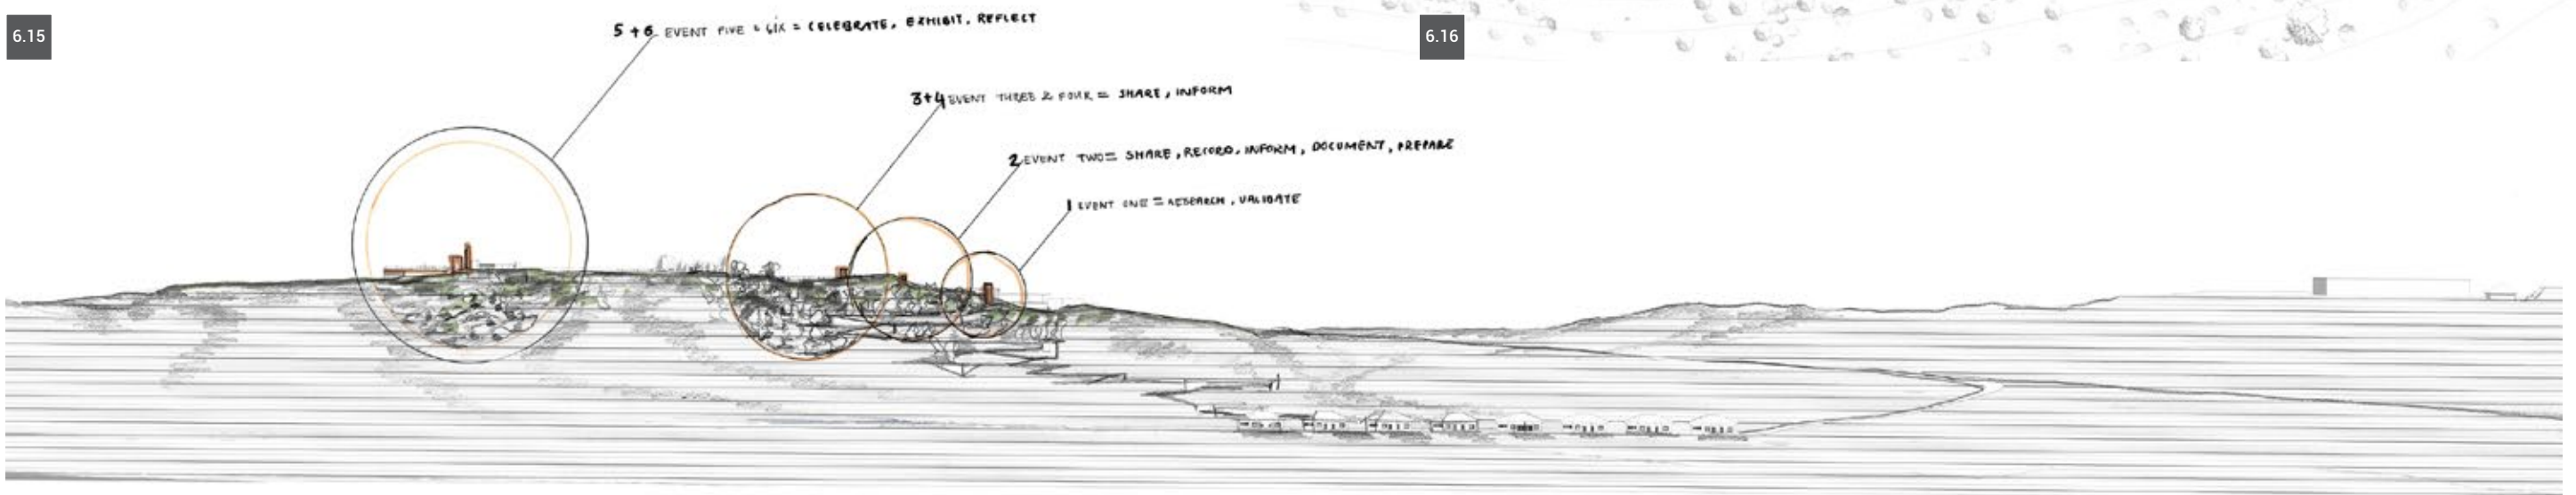 6.15
5+6 EVENT FIVE & SIX = CELEBRATE, EXHIBIT, REFLECT
6.16
3+4 EVENT THREE & FOUR = SHARE, INFORM
2 EVENT TWO = SHARE, RECORD, INFORM, DOCUMENT, PREPARE
1 EVENT ONE = RESEARCH, VALIDATE